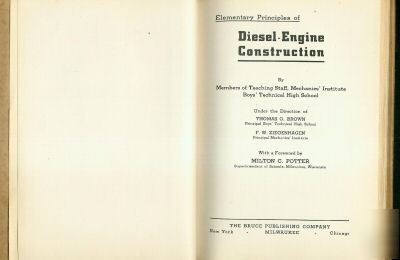 Elementary Principles of
Diesel-Engine
Construction
By
Members of Teaching Staff, Mechanics' Institute
Boys' Technical High School
Under the Direction of
THOMAS G. BROWN
Principal Boys' Technical High School
F. W. ZIEGENHAGEN
Principal Mechanics' Institute
With a Foreword by
MILTON C. POTTER
Superintendent of Schools, Milwaukee, Wisconsin
THE BRUCE PUBLISHING COMPANY
New York · MILWAUKEE · Chicago